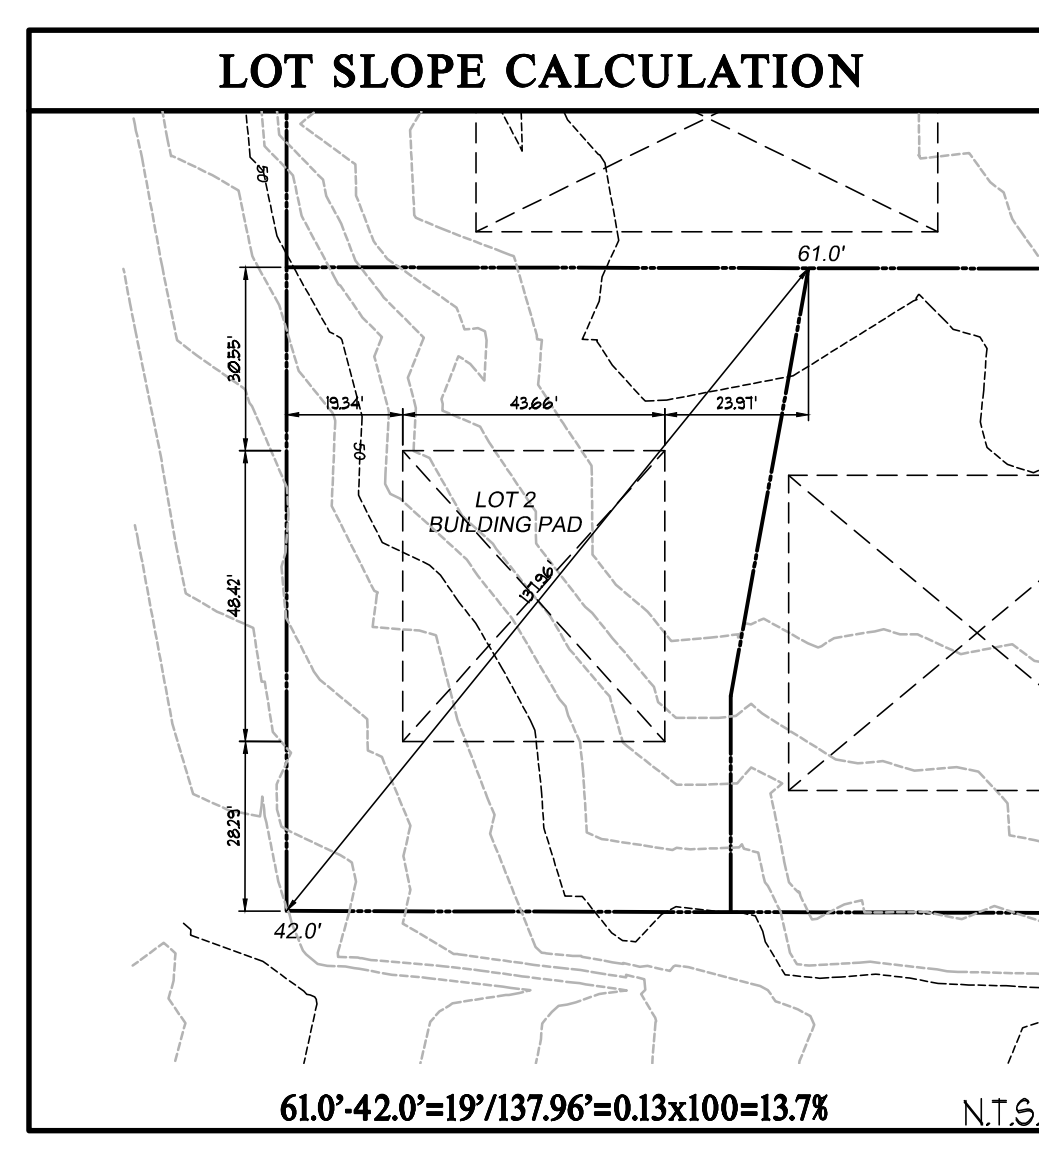 LOT SLOPE CALCULATION
50
61.0'
30.55'
19.34'
43.66'
23.97'
50
LOT 2
BUILDING PAD
137.96'
48.42'
28.29'
42.0'
61.0’-42.0’=19’/137.96’=0.13x100=13.7%
N.T.S.